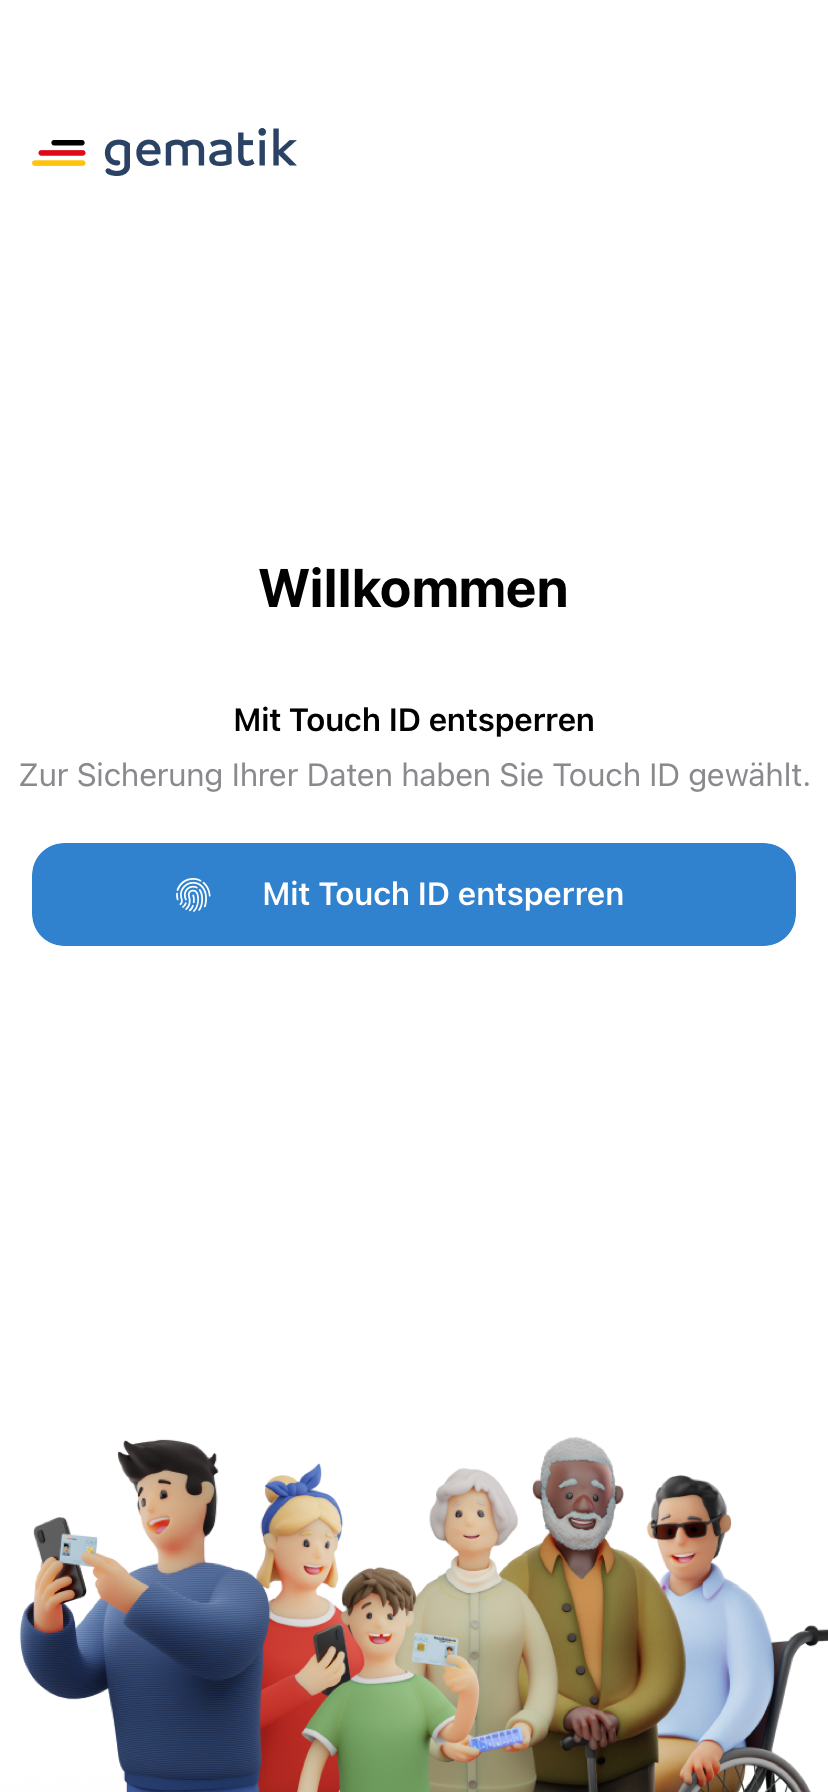 gematik
Willkommen
Mit Touch ID entsperren
Zur Sicherung Ihrer Daten haben Sie Touch ID gewählt.
Mit Touch ID entsperren